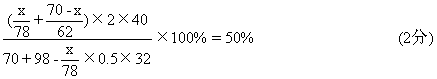 (x/78 + 70-x/62)×2×40 / 70+98-x/78×0.5×32 ×100%=50% (2分)